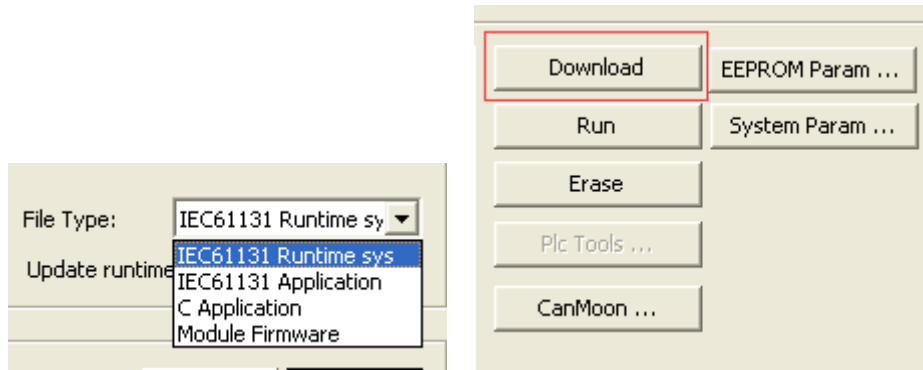 File Type:
IEC61131 Runtime sy
IEC61131 Runtime sys
IEC61131 Application
C Application
Module Firmware
Update runtime
Download
EEPROM Param ...
Run
System Param ...
Erase
Plc Tools ...
CanMoon ...